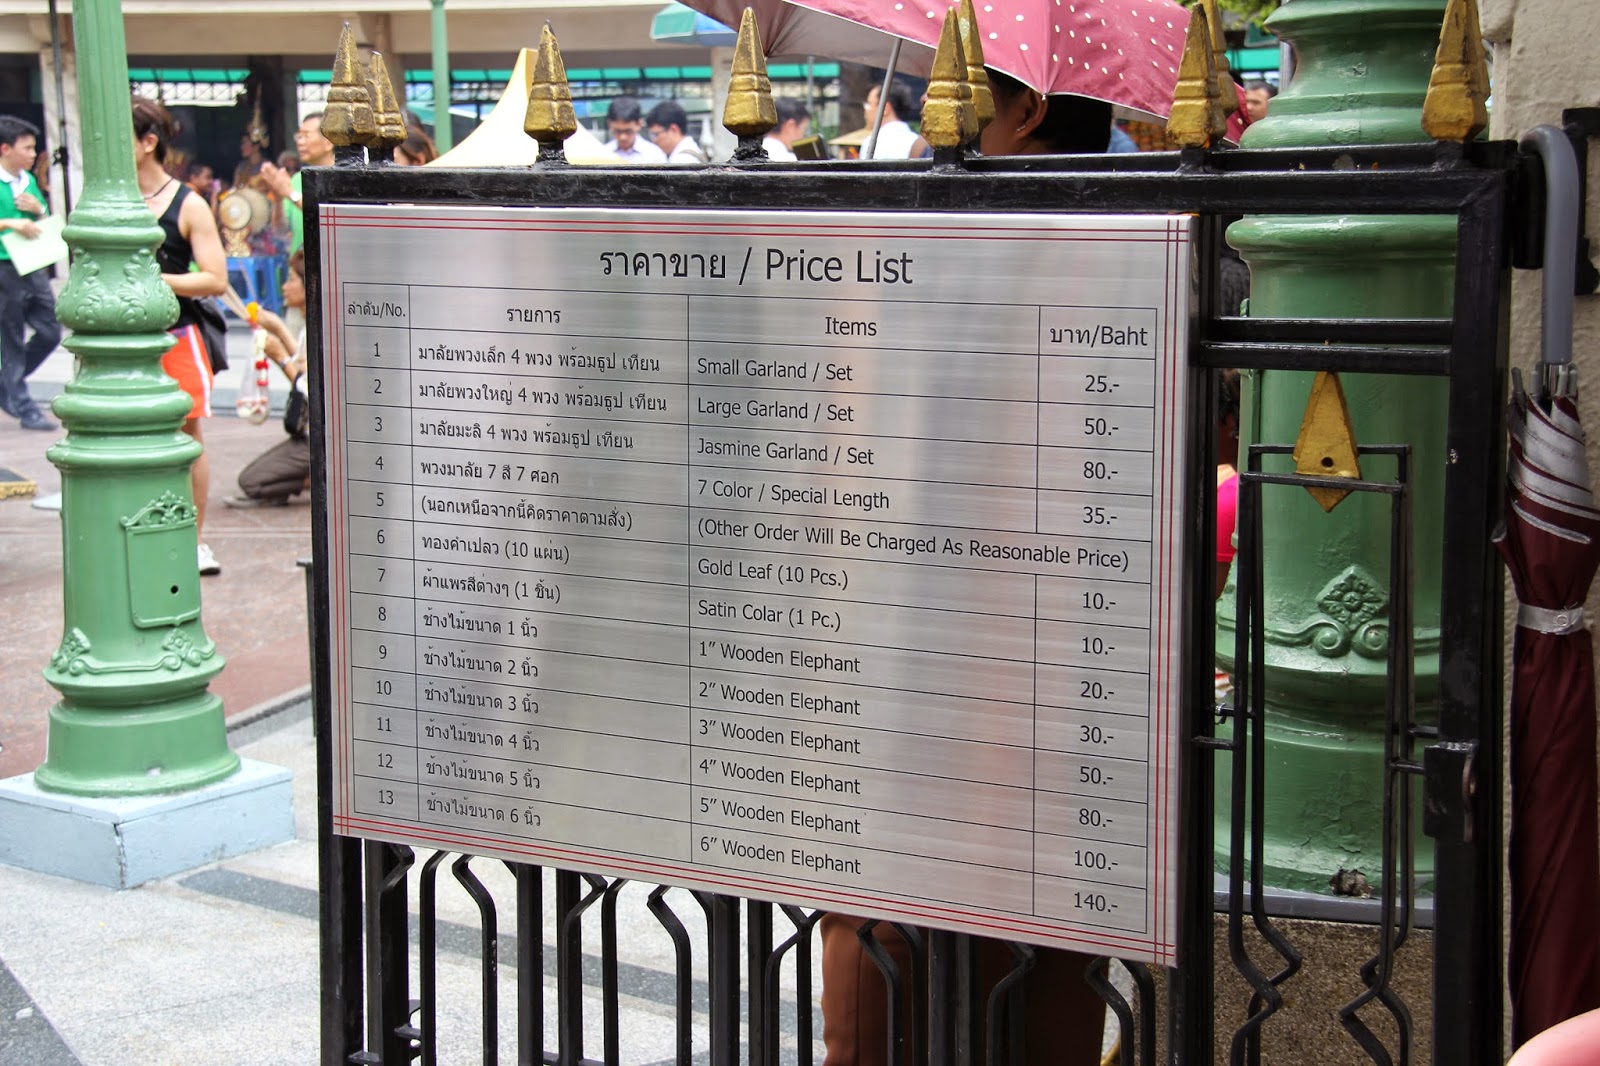 ราคาขาย / Price List
ลำดับ/No. รายการ Items บาท/Baht
1 มาลัยพวงเล็ก 4 พวง พร้อมธูป เทียน Small Garland / Set 25.-
2 มาลัยพวงใหญ่ 4 พวง พร้อมธูป เทียน Large Garland / Set 50.-
3 มาลัยมะลิ 4 พวง พร้อมธูป เทียน Jasmine Garland / Set 80.-
4 พวงมาลัย 7 สี 7 ศอก 7 Color / Special Length 35.-
5 (นอกเหนือจากนี้คิดราคาตามสั่ง) (Other Order Will Be Charged As Reasonable Price)
6 ทองคำเปลว (10 แผ่น) Gold Leaf (10 Pcs.) 10.-
7 ผ้าแพรสีต่างๆ (1 ชิ้น) Satin Colar (1 Pc.) 10.-
8 ช้างไม้ขนาด 1 นิ้ว 1” Wooden Elephant 20.-
9 ช้างไม้ขนาด 2 นิ้ว 2” Wooden Elephant 30.-
10 ช้างไม้ขนาด 3 นิ้ว 3” Wooden Elephant 50.-
11 ช้างไม้ขนาด 4 นิ้ว 4” Wooden Elephant 80.-
12 ช้างไม้ขนาด 5 นิ้ว 5” Wooden Elephant 100.-
13 ช้างไม้ขนาด 6 นิ้ว 6” Wooden Elephant 140.-